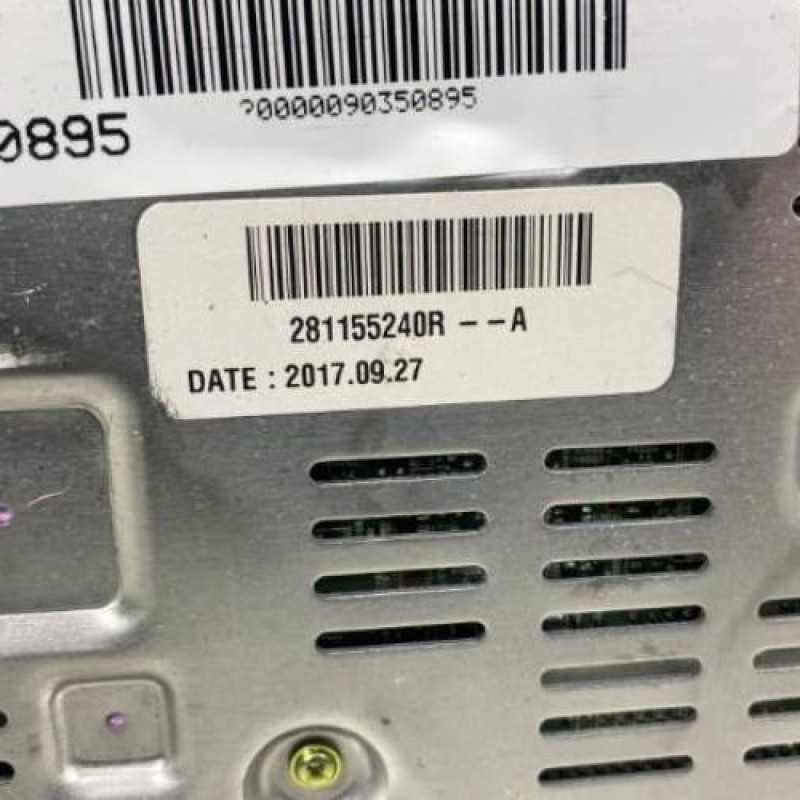 ?0000090350895
0895
281155240R - - A
DATE : 2017.09.27